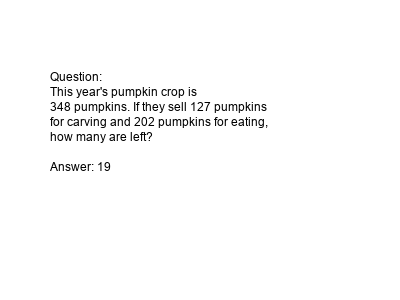 Question:
This year's pumpkin crop is
348 pumpkins. If they sell 127 pumpkins
for carving and 202 pumpkins for eating,
how many are left?
Answer: 19